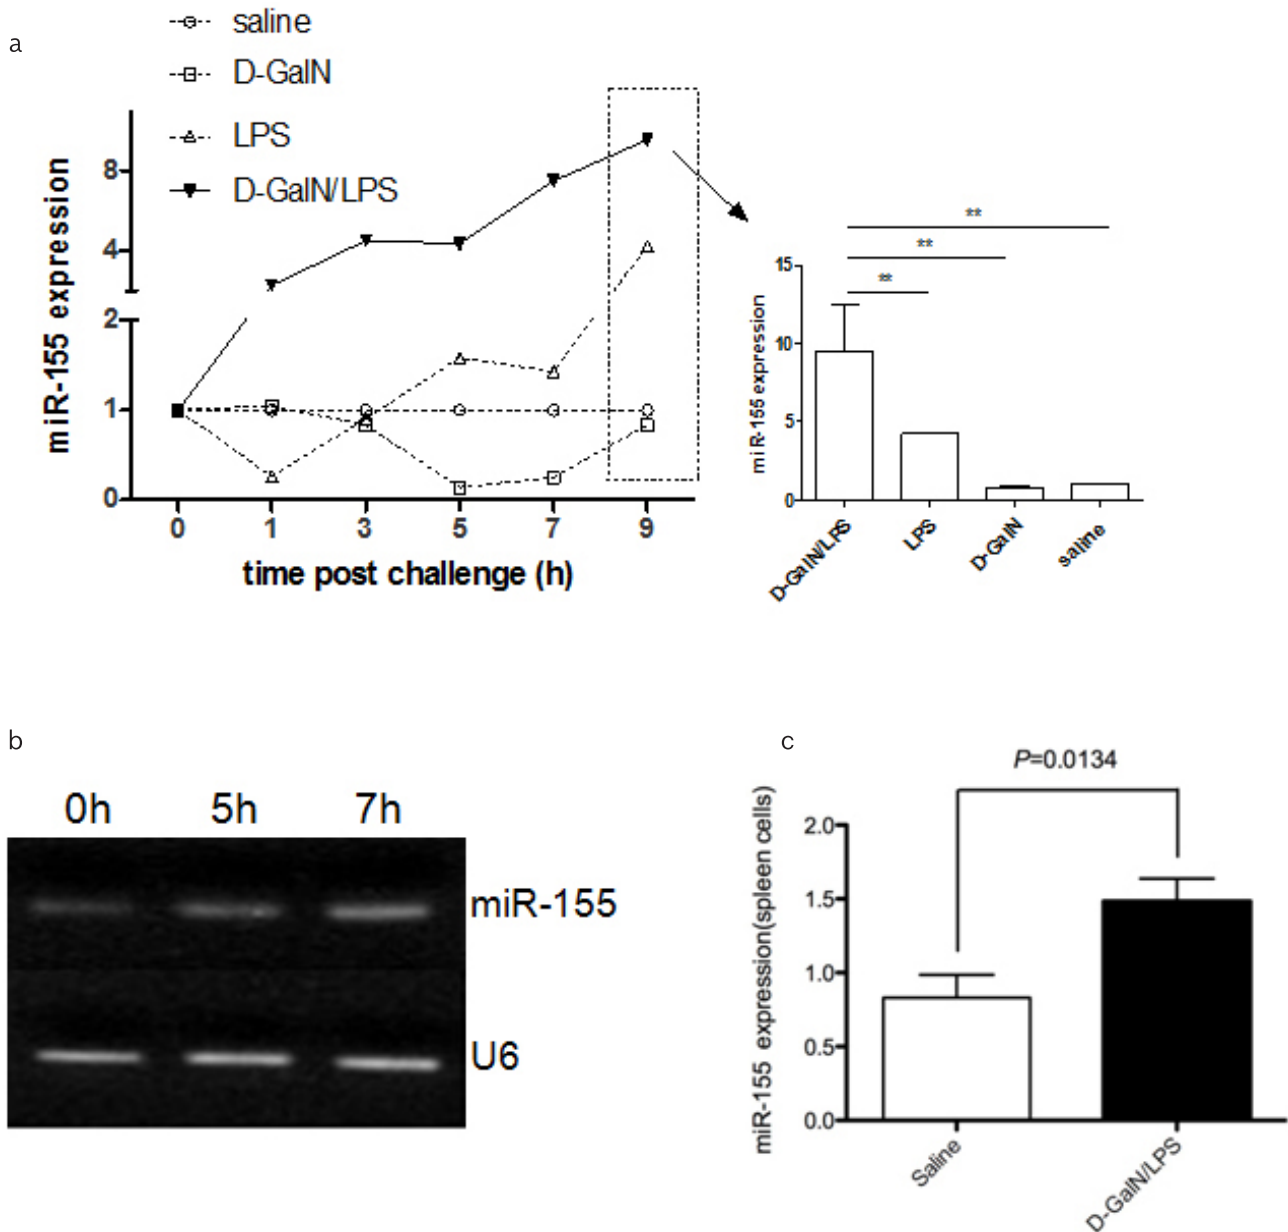 a
saline
D-GalN
LPS
D-GalN/LPS
miR-155 expression
8
4
2
1
0
0 1 3 5 7 9
time post challenge (h)
**
**
**
miR-155 expression
15
10
5
0
D-GalN/LPS
LPS
D-GalN
saline
b
0h 5h 7h
miR-155
U6
c
P=0.0134
miR-155 expression(spleen cells)
2.0
1.5
1.0
0.5
0.0
Saline
D-GalN/LPS